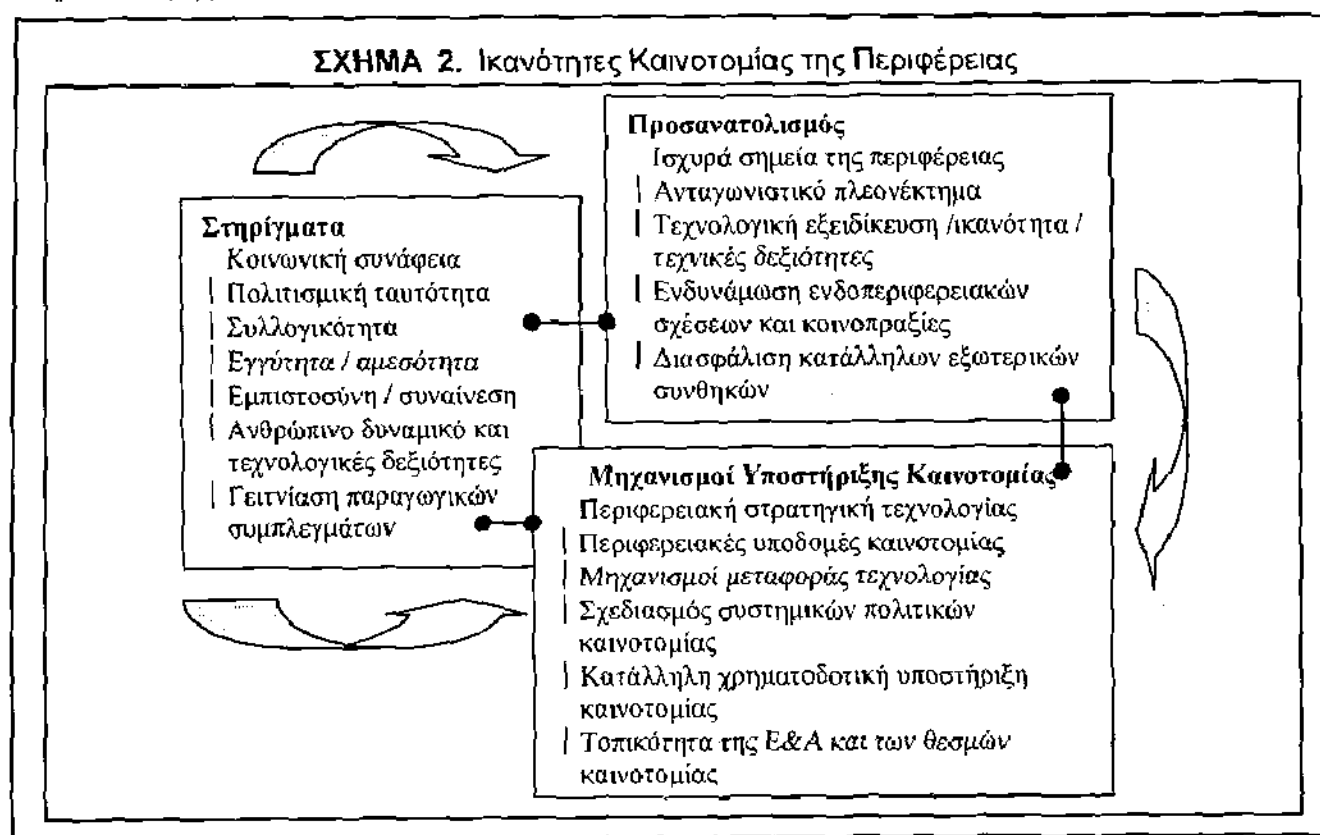 ΣΧΗΜΑ 2. Ικανότητες Καινοτομίας της Περιφέρειας
Στηρίγματα
Κοινωνική συνάφεια
Πολιτισμική ταυτότητα
Συλλογικότητα
Εγγύτητα / αμεσότητα
Εμπιστοσύνη / συναίνεση
Ανθρώπινο δυναμικό και
τεχνολογικές δεξιότητες
Γειτνίαση παραγωγικών
συμπλεγμάτων
Προσανατολισμός
Ισχυρά σημεία της περιφέρειας
Ανταγωνιστικό πλεονέκτημα
Τεχνολογική εξειδίκευση /ικανότητα /
τεχνικές δεξιότητες
Ενδυνάμωση ενδοπεριφερειακών
σχέσεων και κοινοπραξίες
Διασφάλιση κατάλληλων εξωτερικών
συνθηκών
Μηχανισμοί Υποστήριξης Καινοτομίας
Περιφερειακή στρατηγική τεχνολογίας
Περιφερειακές υποδομές καινοτομίας
Μηχανισμοί μεταφοράς τεχνολογίας
Σχεδιασμός συστημικών πολιτικών
καινοτομίας
Κατάλληλη χρηματοδοτική υποστήριξη
καινοτομίας
Τοπικότητα της Ε&Α και των θεσμών
καινοτομίας